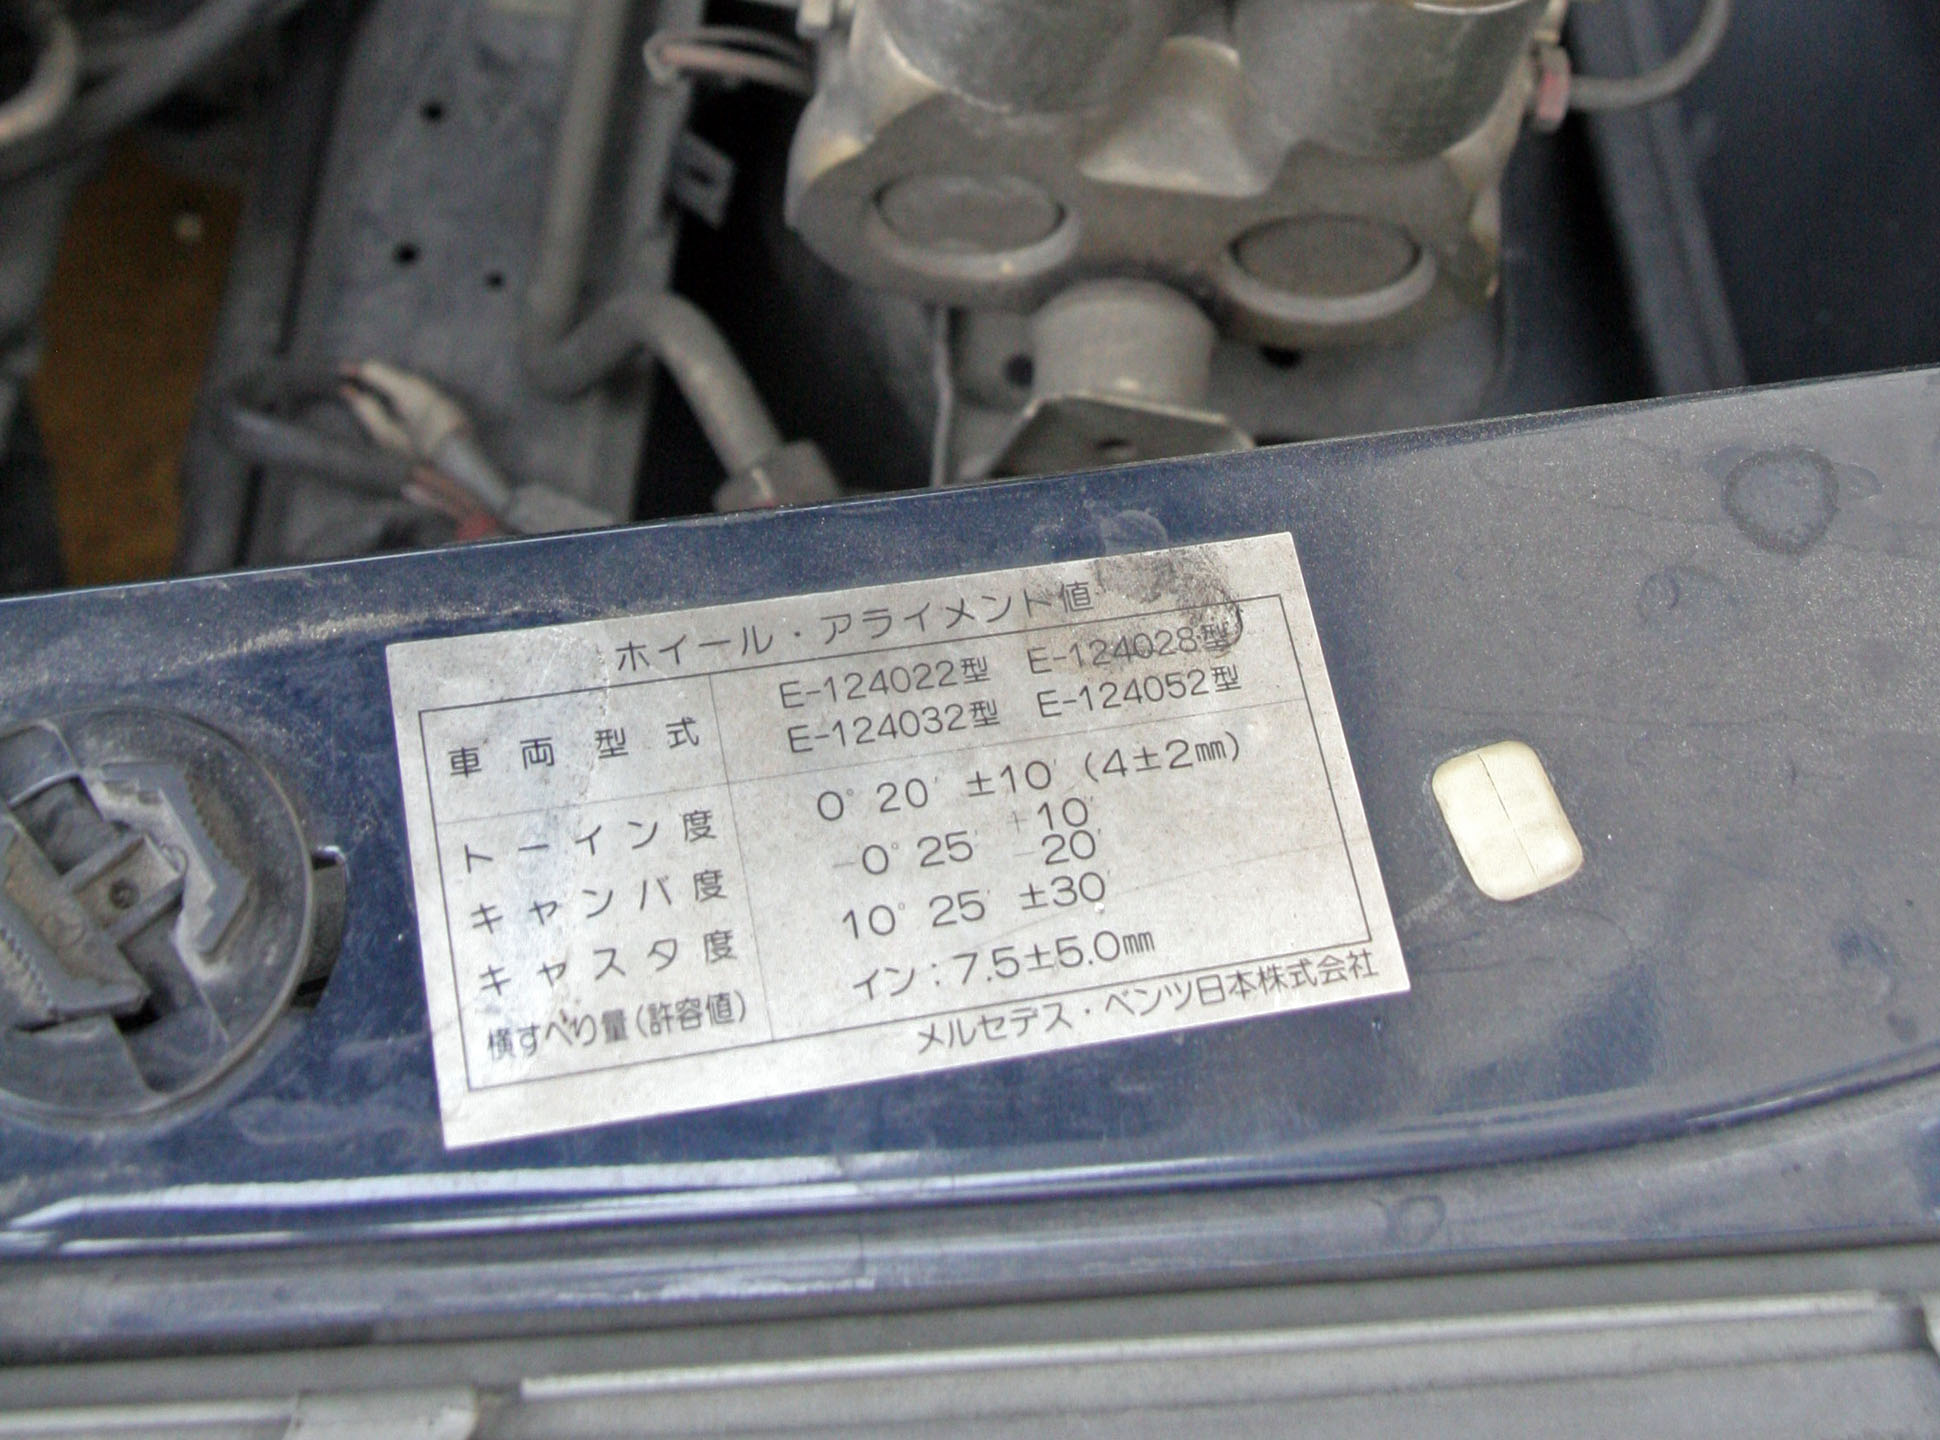 ホイール・アライメント値
車両型式 E-124022型 E-124028型
E-124032型 E-124052型
トーイン度 0°20′ ±10′ (4±2㎜)
キャンバ度 -0°25′ +10′
-20′
キャスタ度 10°25′ ±30′
横すべり量(許容値) イン:7.5±5.0㎜
メルセデス・ベンツ日本株式会社